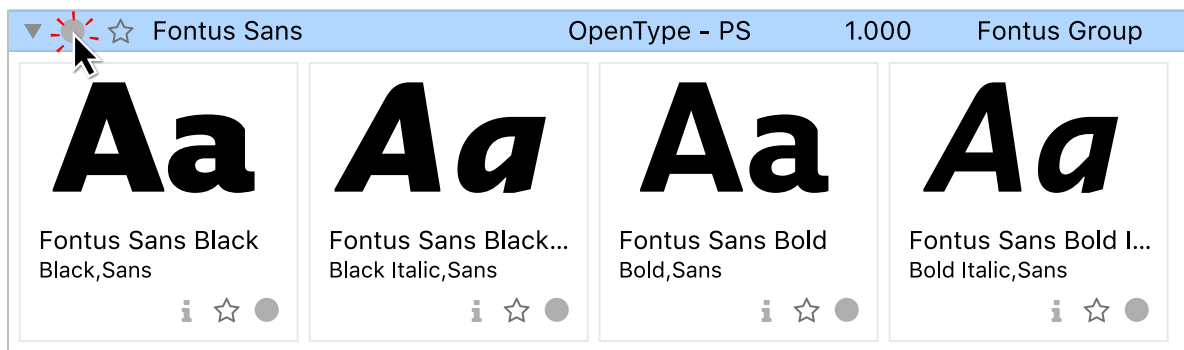 Fontus Sans OpenType - PS 1.000 Fontus Group
Aa Aa Aa Aa
Fontus Sans Black Fontus Sans Black... Fontus Sans Bold Fontus Sans Bold I...
Black,Sans Black Italic,Sans Bold,Sans Bold Italic,Sans
i i i i